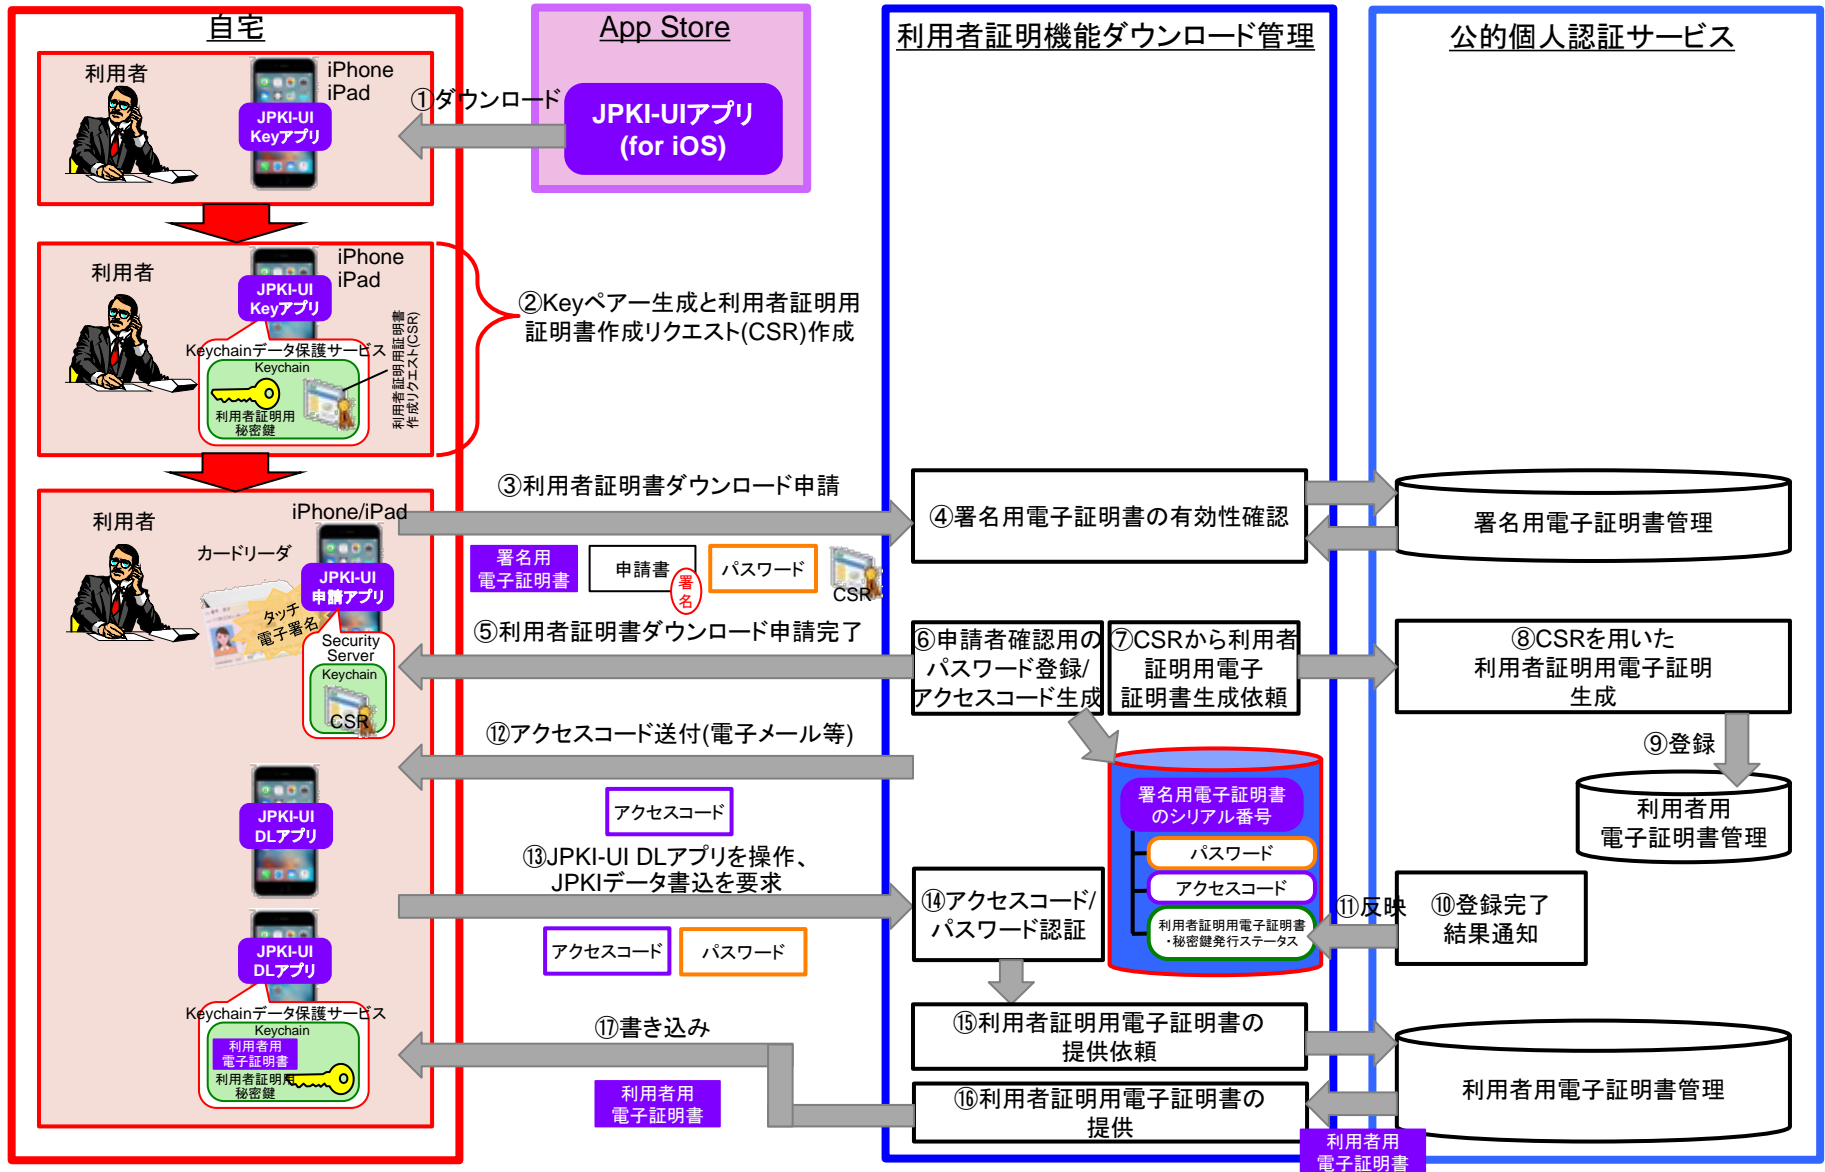 自宅
App Store
利用者証明機能ダウンロード管理
公的個人認証サービス
利用者
iPhone
iPad
JPKI-UI
Keyアプリ
①ダウンロード
JPKI-UIアプリ
(for iOS)
利用者
iPhone
iPad
JPKI-UI
Keyアプリ
Keychainデータ保護サービス
Keychain
利用者証明用
秘密鍵
利用者証明用証明書
作成リクエスト(CSR)
②Keyペアー生成と利用者証明用
証明書作成リクエスト(CSR)作成
利用者
iPhone/iPad
カードリーダ
JPKI-UI
申請アプリ
タッチ
電子署名
Security
Server
Keychain
CSR
③利用者証明書ダウンロード申請
署名用
電子証明書
申請書
署
名
パスワード
CSR
④署名用電子証明書の有効性確認
署名用電子証明書管理
⑤利用者証明書ダウンロード申請完了
⑥申請者確認用の
パスワード登録/
アクセスコード生成
⑦CSRから利用者
証明用電子
証明書生成依頼
⑧CSRを用いた
利用者証明用電子証明
生成
⑨登録
利用者用
電子証明書管理
⑫アクセスコード送付(電子メール等)
アクセスコード
署名用電子証明書
のシリアル番号
パスワード
アクセスコード
利用者証明用電子証明書
・秘密鍵発行ステータス
⑪反映
⑩登録完了
結果通知
JPKI-UI
DLアプリ
⑬JPKI-UI DLアプリを操作、
JPKIデータ書込を要求
アクセスコード
パスワード
⑭アクセスコード/
パスワード認証
JPKI-UI
DLアプリ
Keychainデータ保護サービス
Keychain
利用者用
電子証明書
利用者証明用
秘密鍵
⑰書き込み
利用者用
電子証明書
⑮利用者証明用電子証明書の
提供依頼
⑯利用者証明用電子証明書の
提供
利用者用電子証明書管理
利用者用
電子証明書